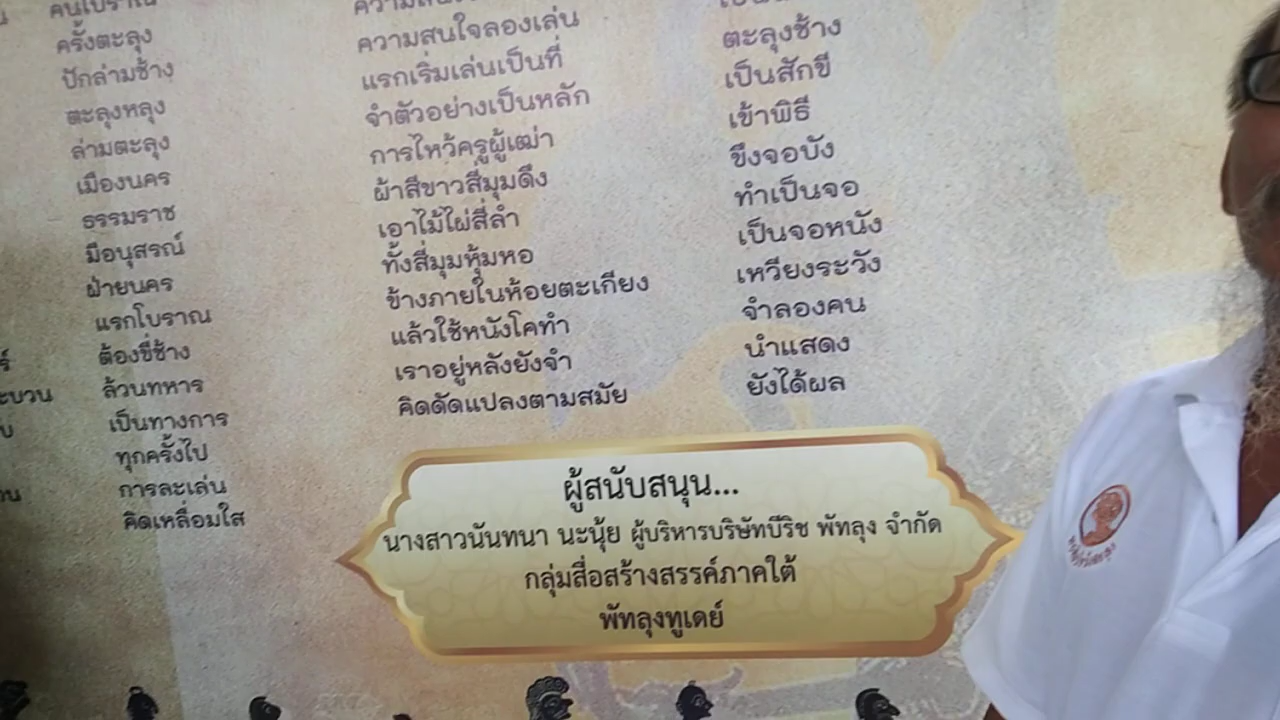 ครั้งตะลุง
ปักล่ามช้าง
ตะลุงหลุง
ล่ามตะลุง
เมืองนคร
ธรรมราช
มีอนุสรณ์
ฝ่ายนคร
แรกโบราณ
ต้องขี่ช้าง
ล้วนทหาร
เป็นทางการ
ทุกครั้งไป
การละเล่น
คิดเหลื่อมใส
ความสนใจลองเล่น
แรกเริ่มเล่นเป็นที่
จำตัวอย่างเป็นหลัก
การไหว้ครูผู้เฒ่า
ผ้าสีขาวสี่มุมดึง
เอาไม้ไผ่สี่ลำ
ทั้งสี่มุมหุ้มหอ
ข้างภายในห้อยตะเกียง
แล้วใช้หนังโคทำ
เราอยู่หลังยังจำ
คิดดัดแปลงตามสมัย
ตะลุงช้าง
เป็นสักขี
เข้าพิธี
ขึงจอบัง
ทำเป็นจอ
เป็นจอหนัง
เหวี่ยงระวัง
จำลองคน
นำแสดง
ยังได้ผล
ผู้สนับสนุน...
นางสาวนันทนา นะนุ้ย ผู้บริหารบริษัทบีริช พัทลุง จำกัด
กลุ่มสื่อสร้างสรรค์ภาคใต้
พัทลุงทูเดย์